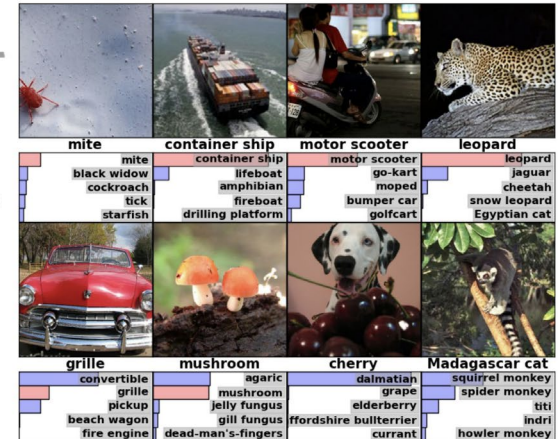 mite
container ship
motor scooter
leopard
mite
black widow
cockroach
tick
starfish
container ship
lifeboat
amphibian
fireboat
drilling platform
motor scooter
go-kart
moped
bumper car
golfcart
leopard
jaguar
cheetah
snow leopard
Egyptian cat
grille
mushroom
cherry
Madagascar cat
convertible
grille
pickup
beach wagon
fire engine
agaric
mushroom
jelly fungus
gill fungus
dead-man's-fingers
dalmatian
grape
elderberry
ffordshire bullterrier
currant
squirrel monkey
spider monkey
titi
indri
howler monkey